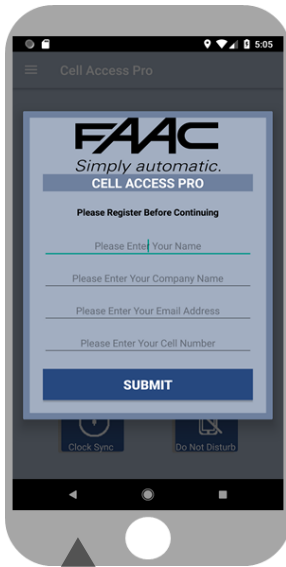 5:05
Cell Access Pro
FAAC
Simply automatic.
CELL ACCESS PRO
Please Register Before Continuing
Please Enter Your Name
Please Enter Your Company Name
Please Enter Your Email Address
Please Enter Your Cell Number
SUBMIT
Clock Sync
Do Not Disturb